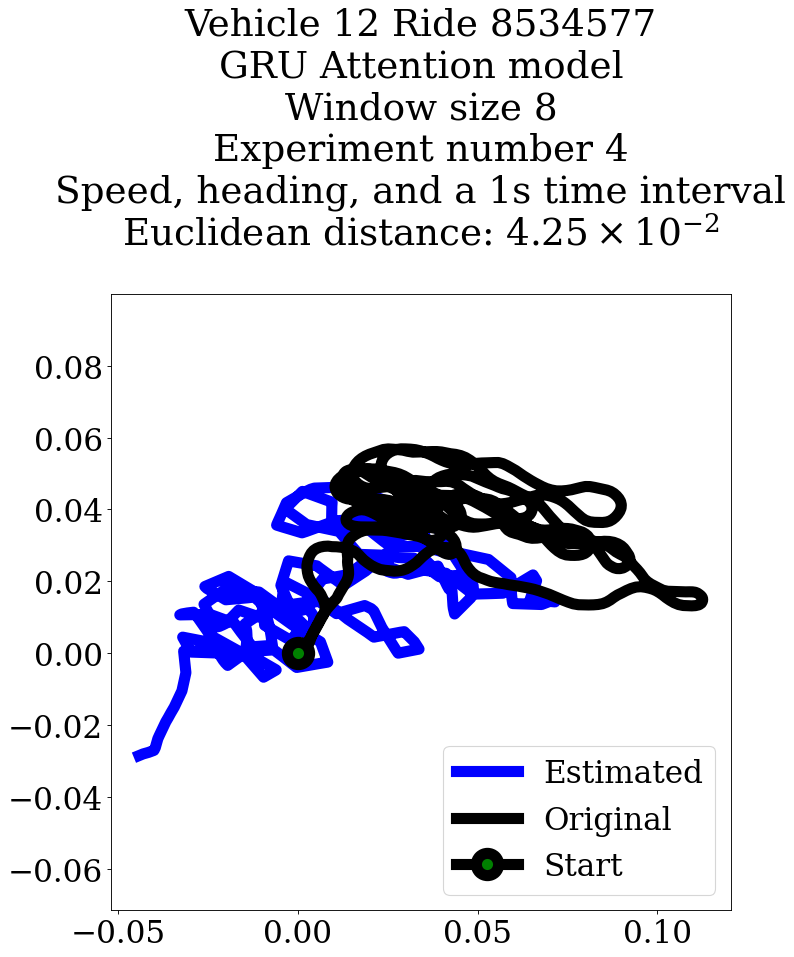 Vehicle 12 Ride 8534577
GRU Attention model
Window size 8
Experiment number 4
Speed, heading, and a 1s time interval
Euclidean distance: 4.25 × 10⁻²
0.08
0.06
0.04
0.02
0.00
−0.02
−0.04
−0.06
Estimated
Original
Start
−0.05
0.00
0.05
0.10